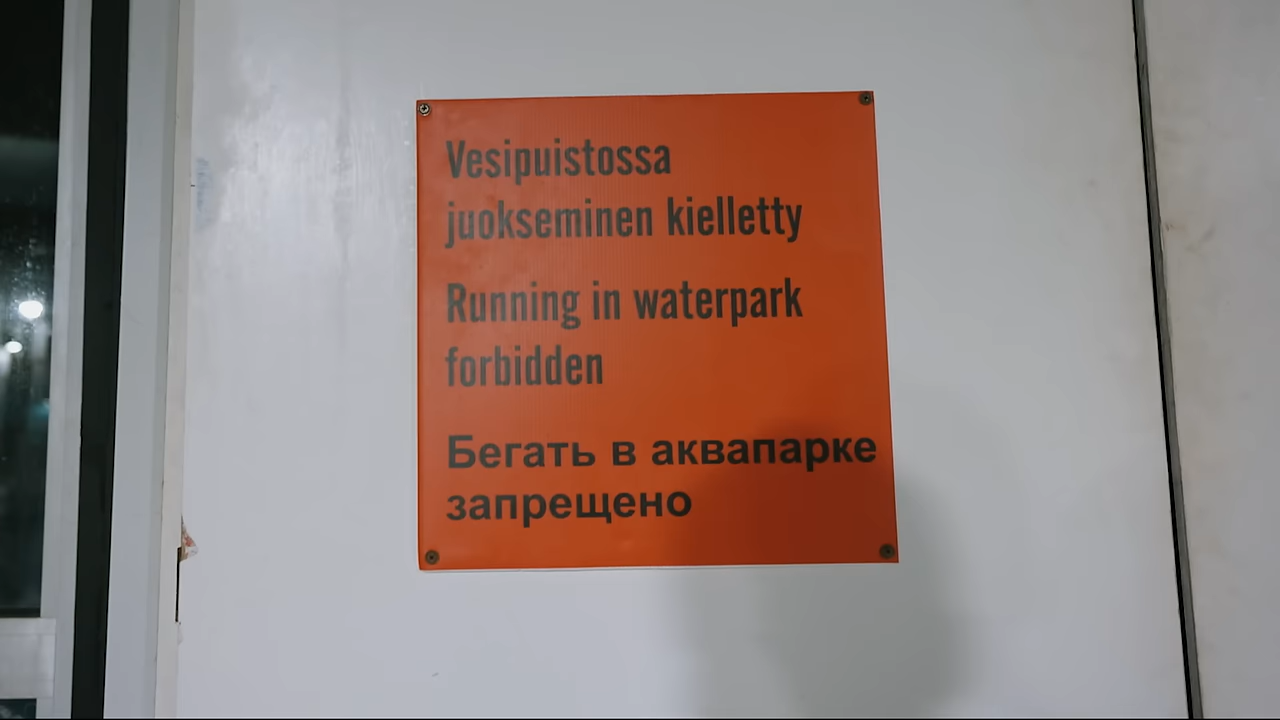 Vesipuistossa
juokseminen kielletty
Running in waterpark
forbidden
Бегать в аквапарке
запрещено